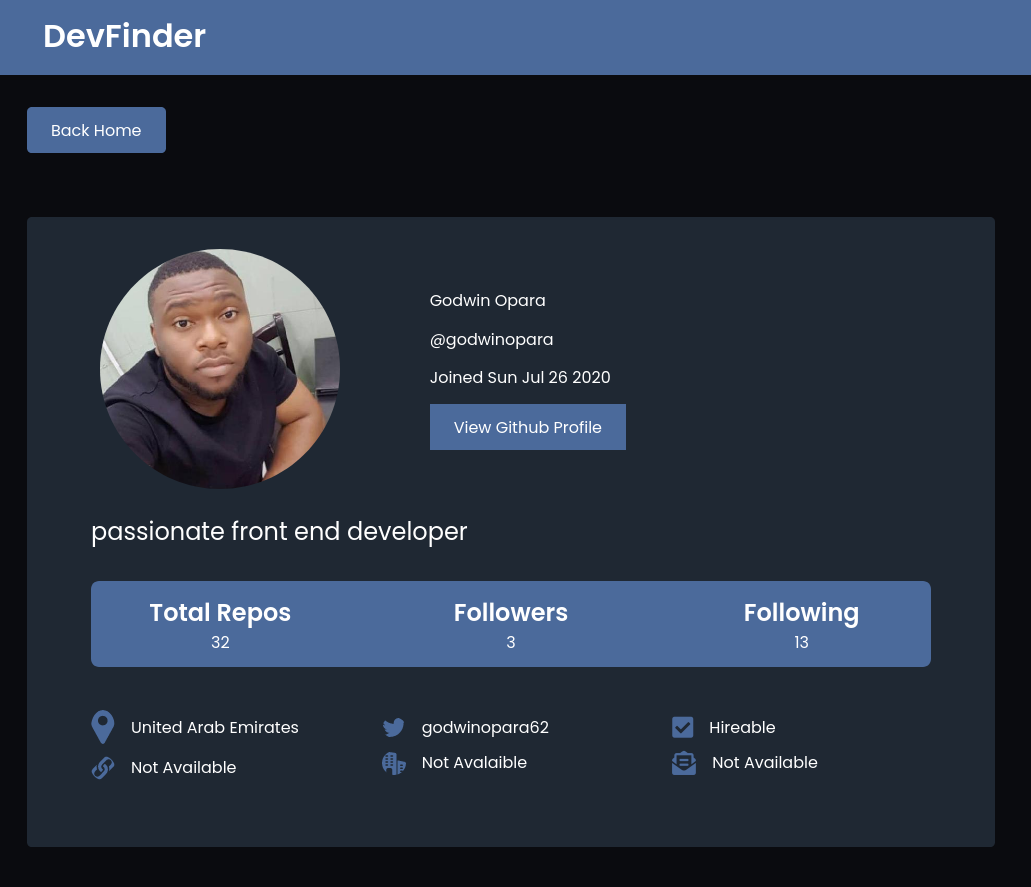 DevFinder
Back Home
Godwin Opara
@godwinopara
Joined Sun Jul 26 2020
View Github Profile
passionate front end developer
Total Repos
32
Followers
3
Following
13
United Arab Emirates
Not Available
godwinopara62
Not Avalaible
Hireable
Not Available